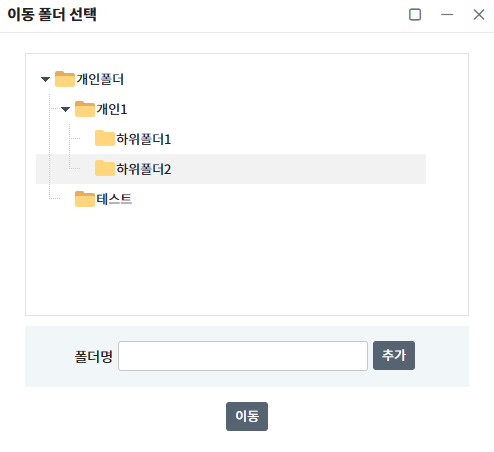 이동 폴더 선택
개인폴더
개인1
하위폴더1
하위폴더2
테스트
폴더명 추가
이동